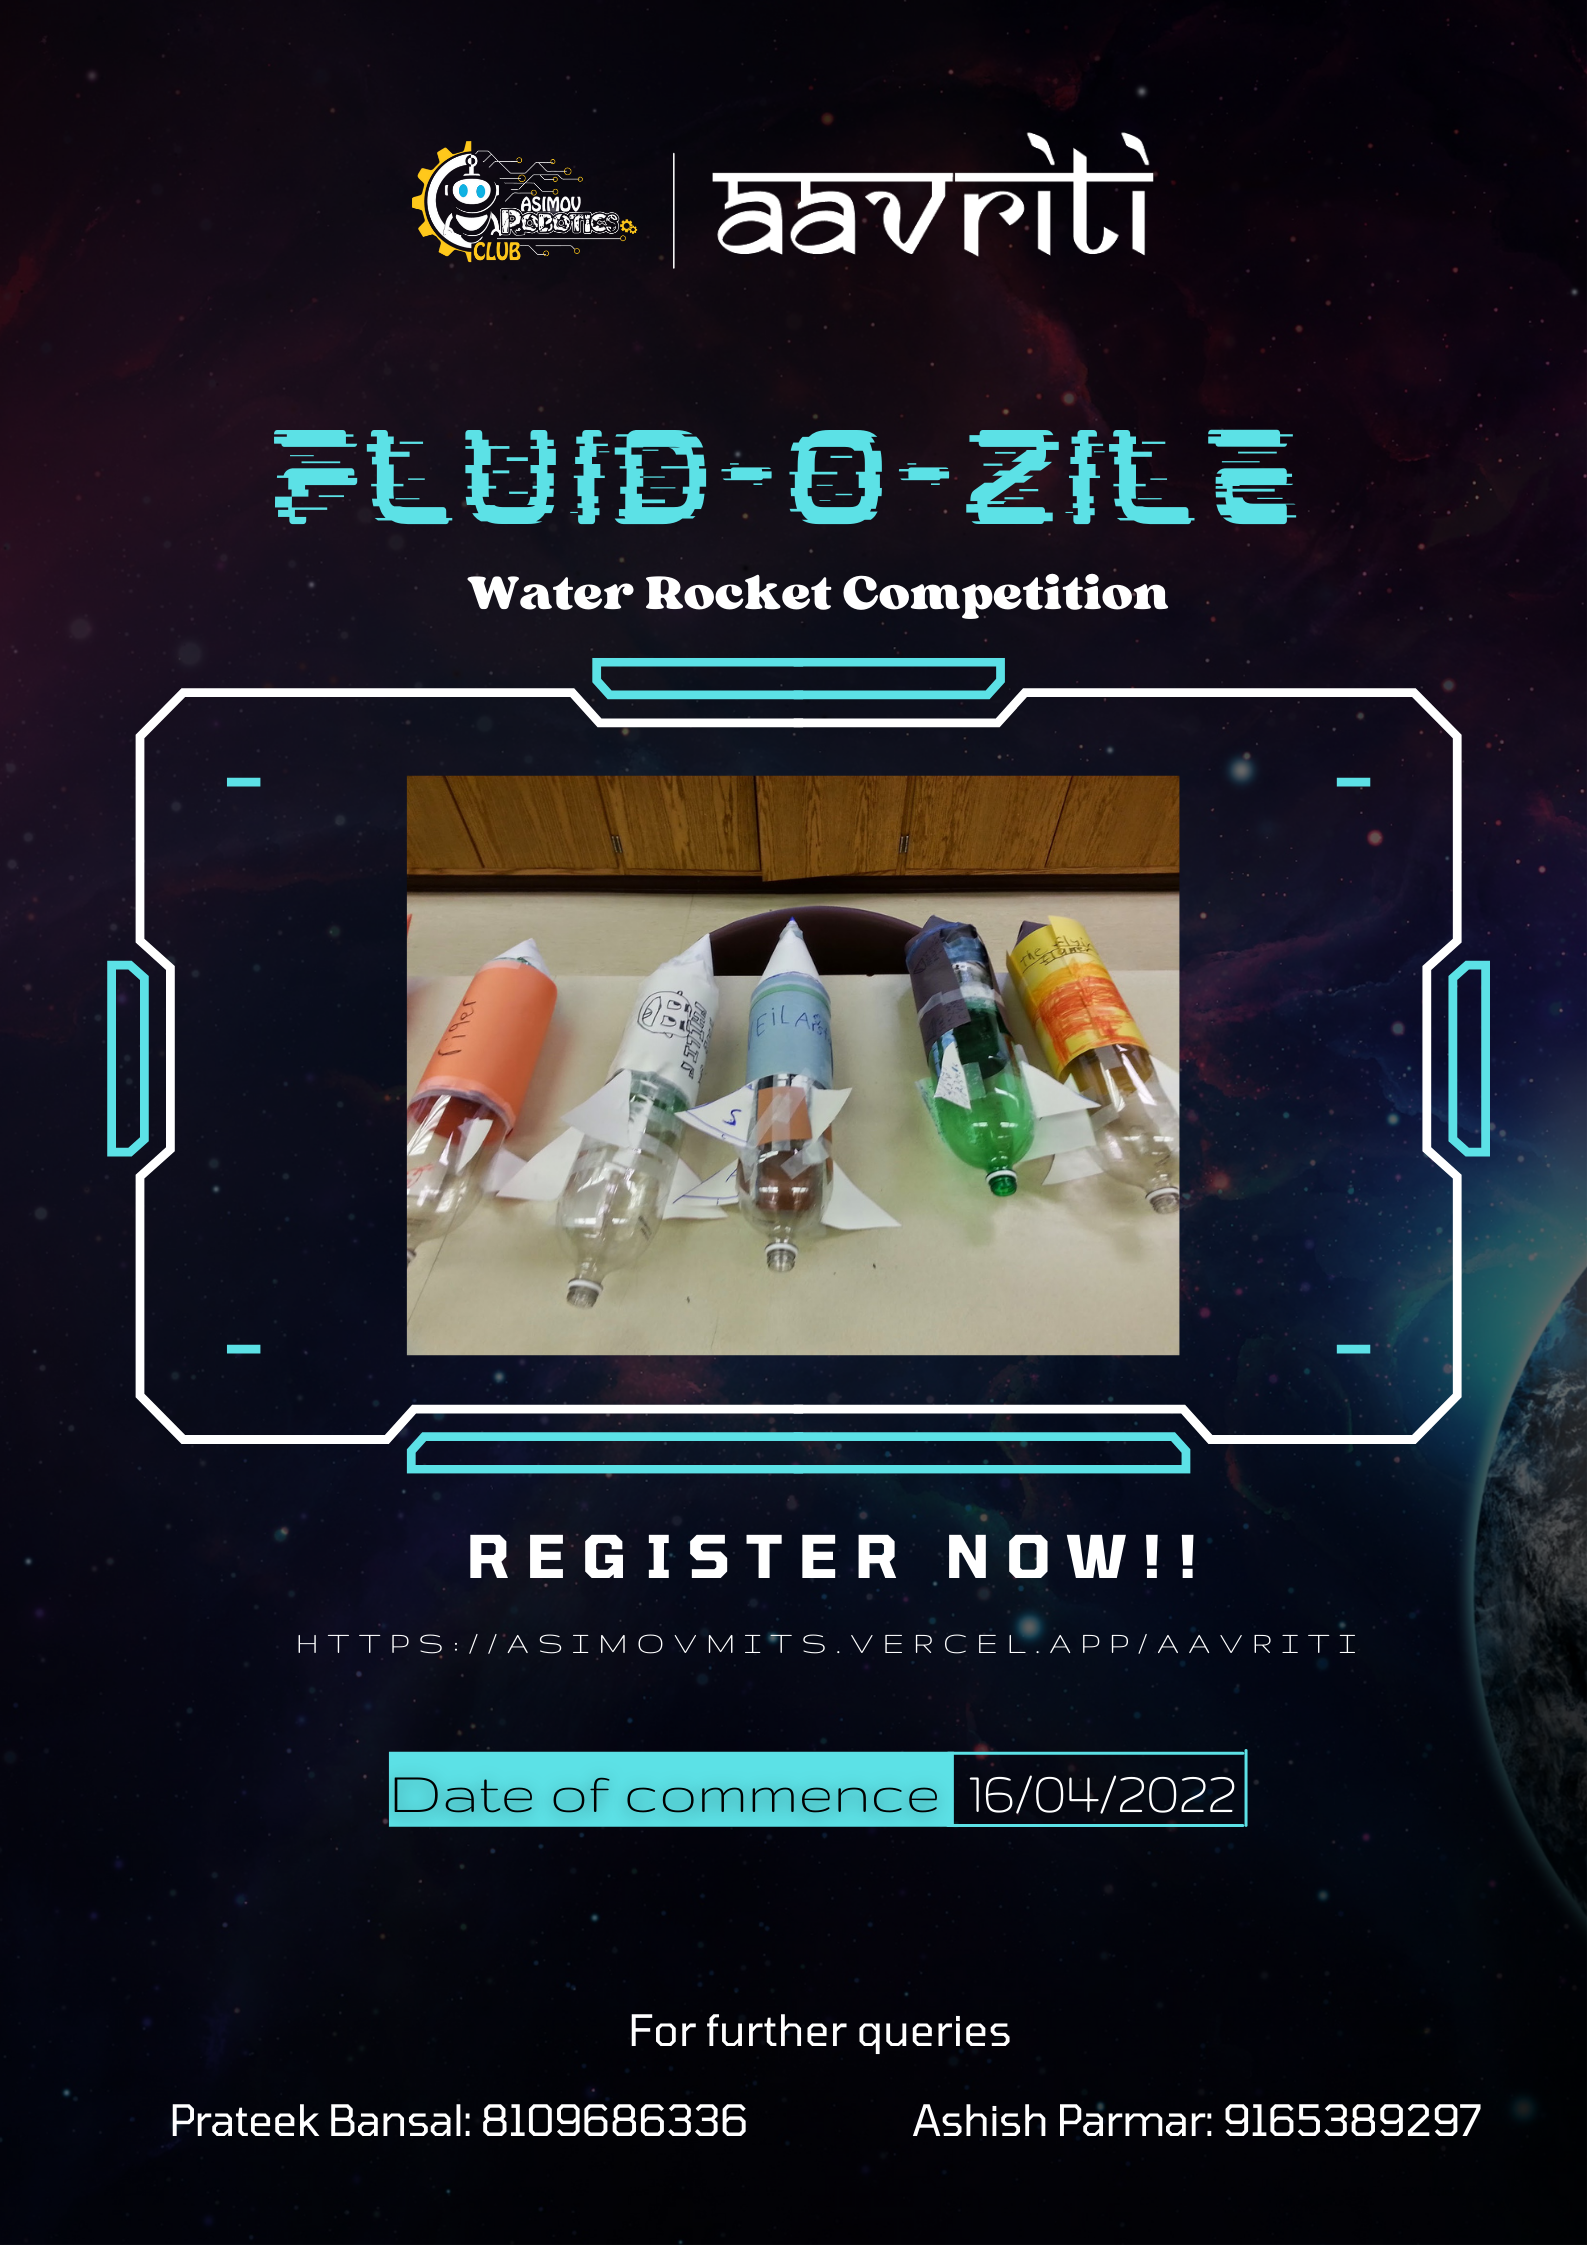 ASIMOV
ROBOTICS
CLUB
aavriti
FLUID-O-ZILE
Water Rocket Competition
REGISTER NOW!!
HTTPS://ASIMOVMITS.VERCEL.APP/AAVRITI
Date of commence 16/04/2022
For further queries
Prateek Bansal: 8109686336
Ashish Parmar: 9165389297